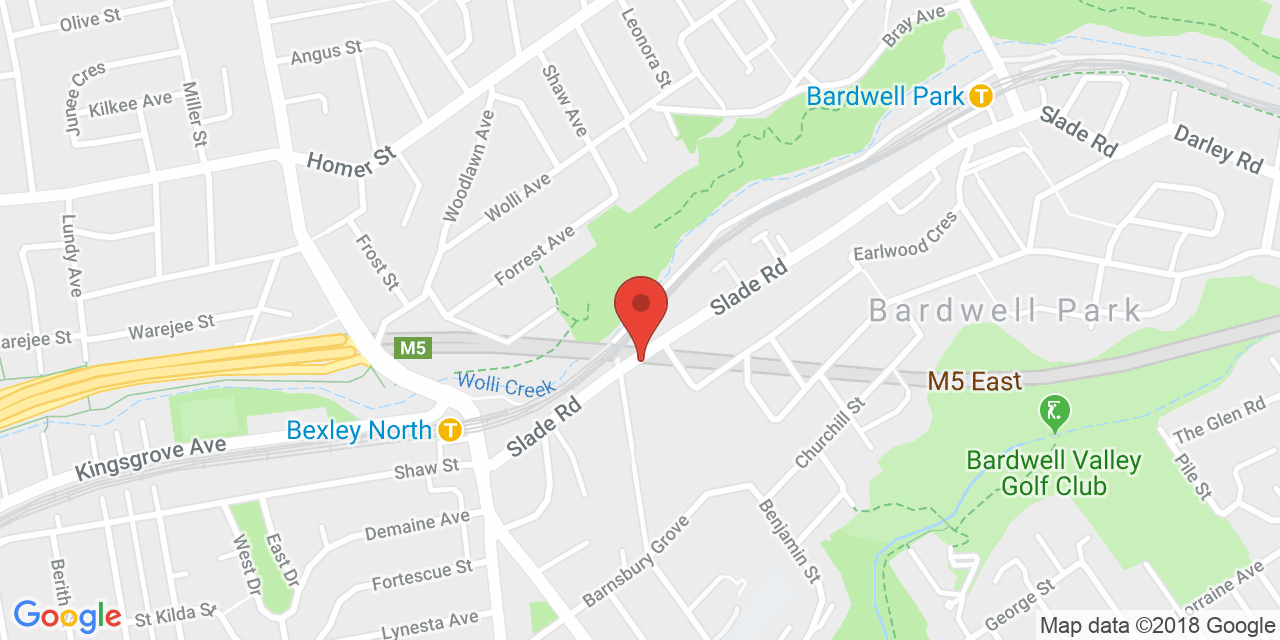 Olive St
Angus St
Leonora St
Bray Ave
Junee Cres
Kilkee Ave
Miller St
Shaw Ave
Bardwell Park
T
Slade Rd
Darley Rd
Homer St
Woodlawn Ave
Wolli Ave
Forrest Ave
Lundy Ave
Frost St
Earlwood Cres
Slade Rd
Bardwell Park
Warejee St
arejee St
M5
Wolli Creek
M5 East
Bexley North
T
Slade Rd
Kingsgrove Ave
Shaw St
Churchill St
The Glen Rd
Pile St
Bardwell Valley
Golf Club
Demaine Ave
West Dr
East Dr
Fortescue St
Barnsbury Grove
Benjamin St
Berith
St Kilda St
Lynesta Ave
George St
orraine Ave
Google
Map data ©2018 Google